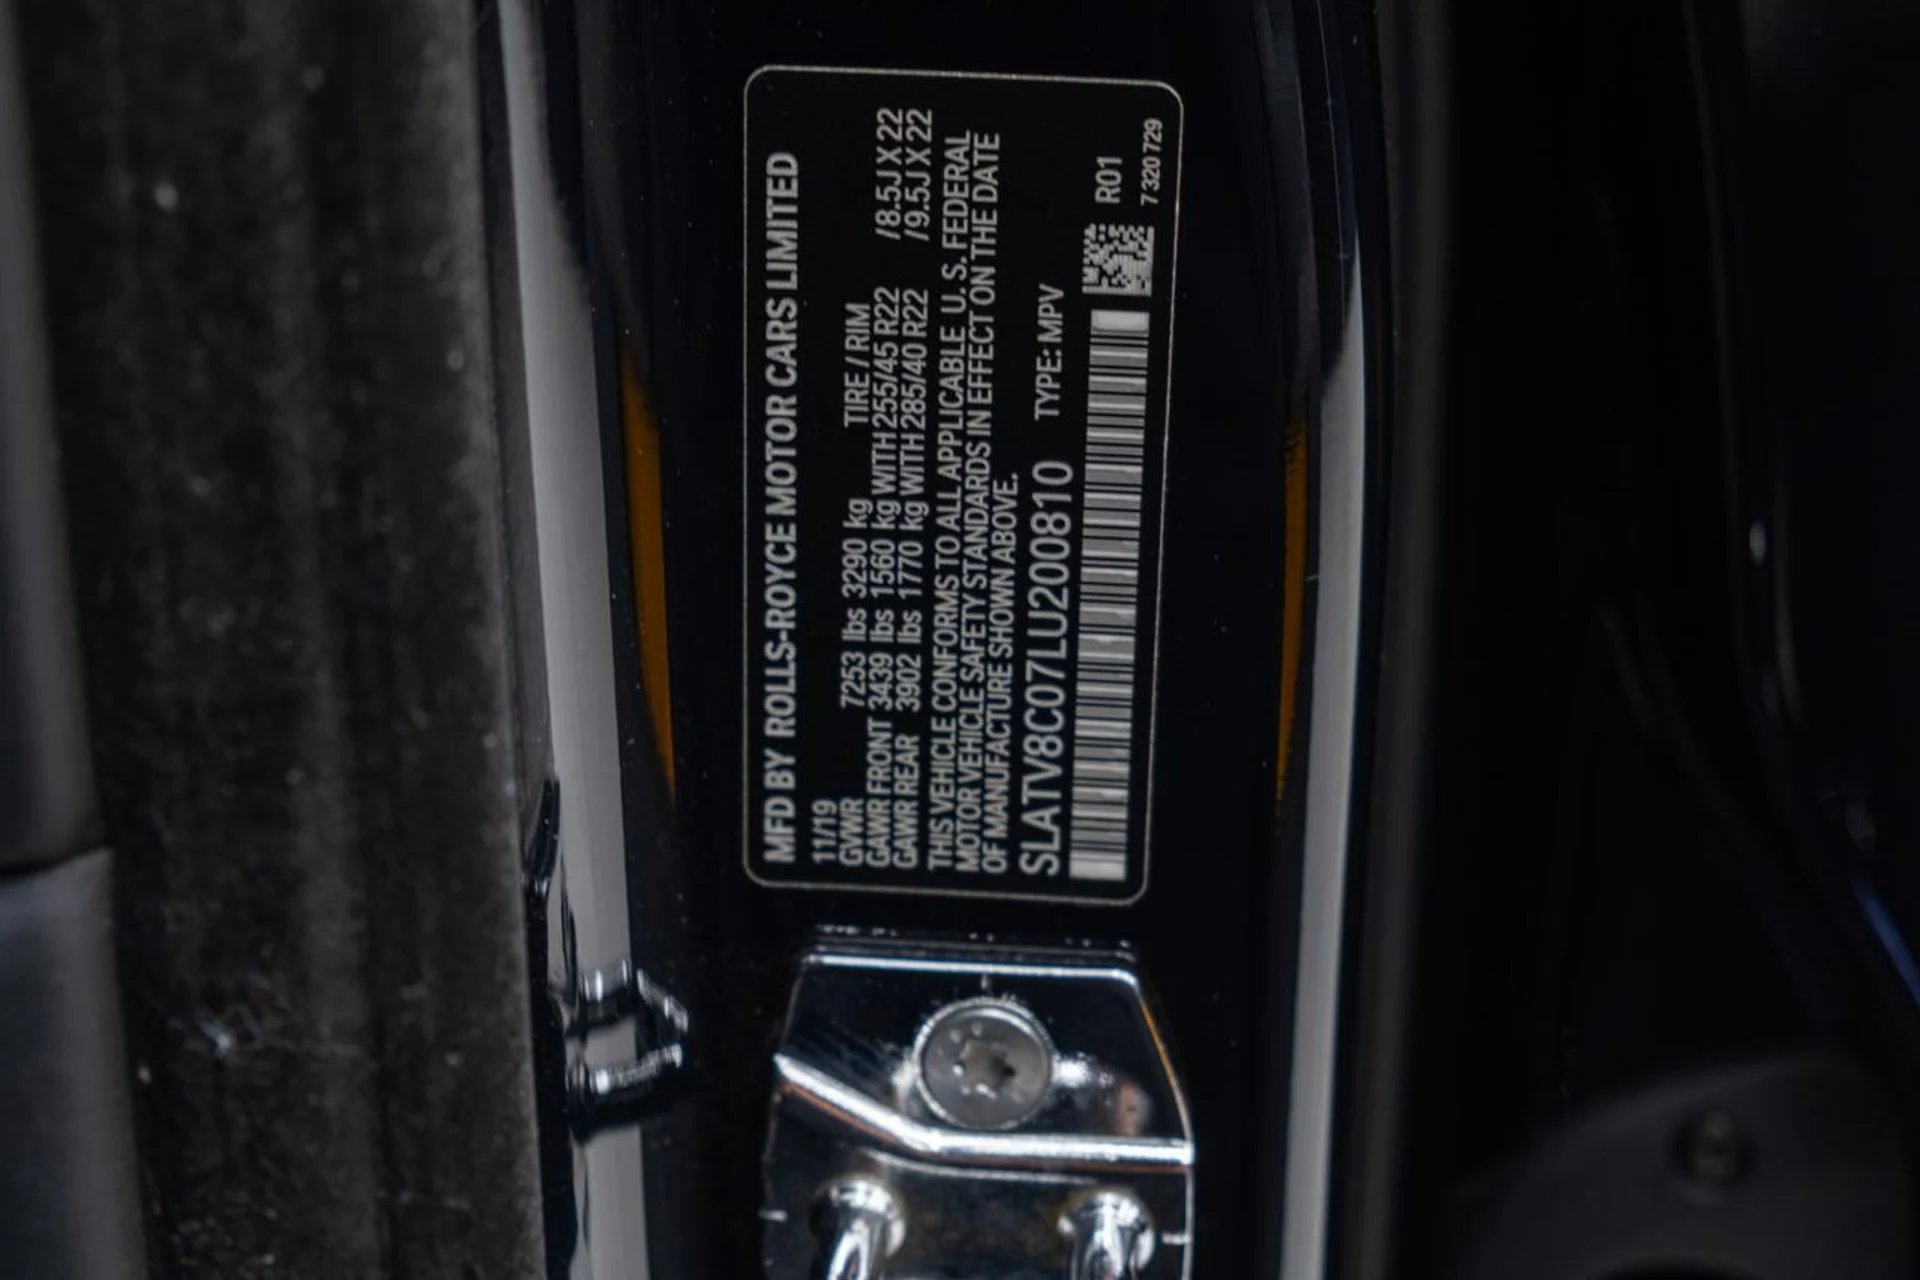 MFD BY ROLLS-ROYCE MOTOR CARS LIMITED
11/19
GVWR 7253 lbs 3290 kg TIRE / RIM
GAWR FRONT 3439 lbs 1560 kg WITH 255/45 R22 /8.5J X 22
GAWR REAR 3902 lbs 1770 kg WITH 285/40 R22 /9.5J X 22
THIS VEHICLE CONFORMS TO ALL APPLICABLE U. S. FEDERAL
MOTOR VEHICLE SAFETY STANDARDS IN EFFECT ON THE DATE
OF MANUFACTURE SHOWN ABOVE.
SLATV8C07LU200810 TYPE: MPV
R01
7 320 729